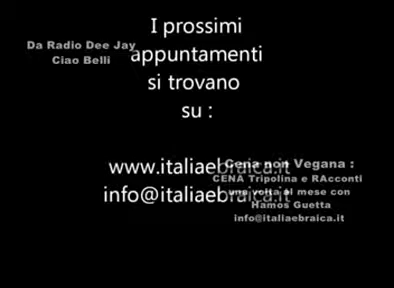 I prossimi
appuntamenti
si trovano
su :
Da Radio Dee Jay
Ciao Belli
www.italiaebraica.it
info@italiaebraica.it
Cena non Vegana :
CENA Tripolina e RAcconti
una volta al mese con
Hamos Guetta
info@italiaebraica.it